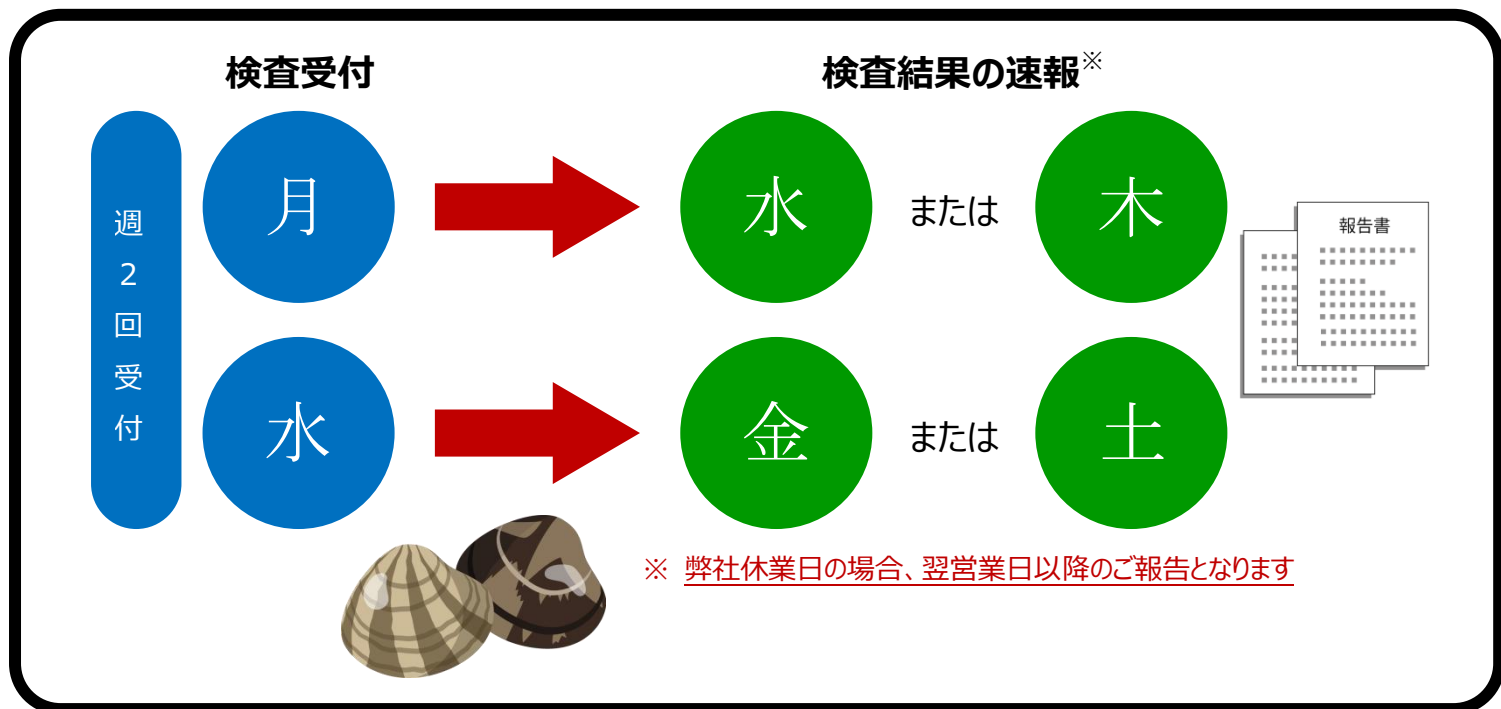 検査受付
検査結果の速報※
週2回受付
月
水
または
木
報告書
水
金
または
土
※ 弊社休業日の場合、翌営業日以降のご報告となります